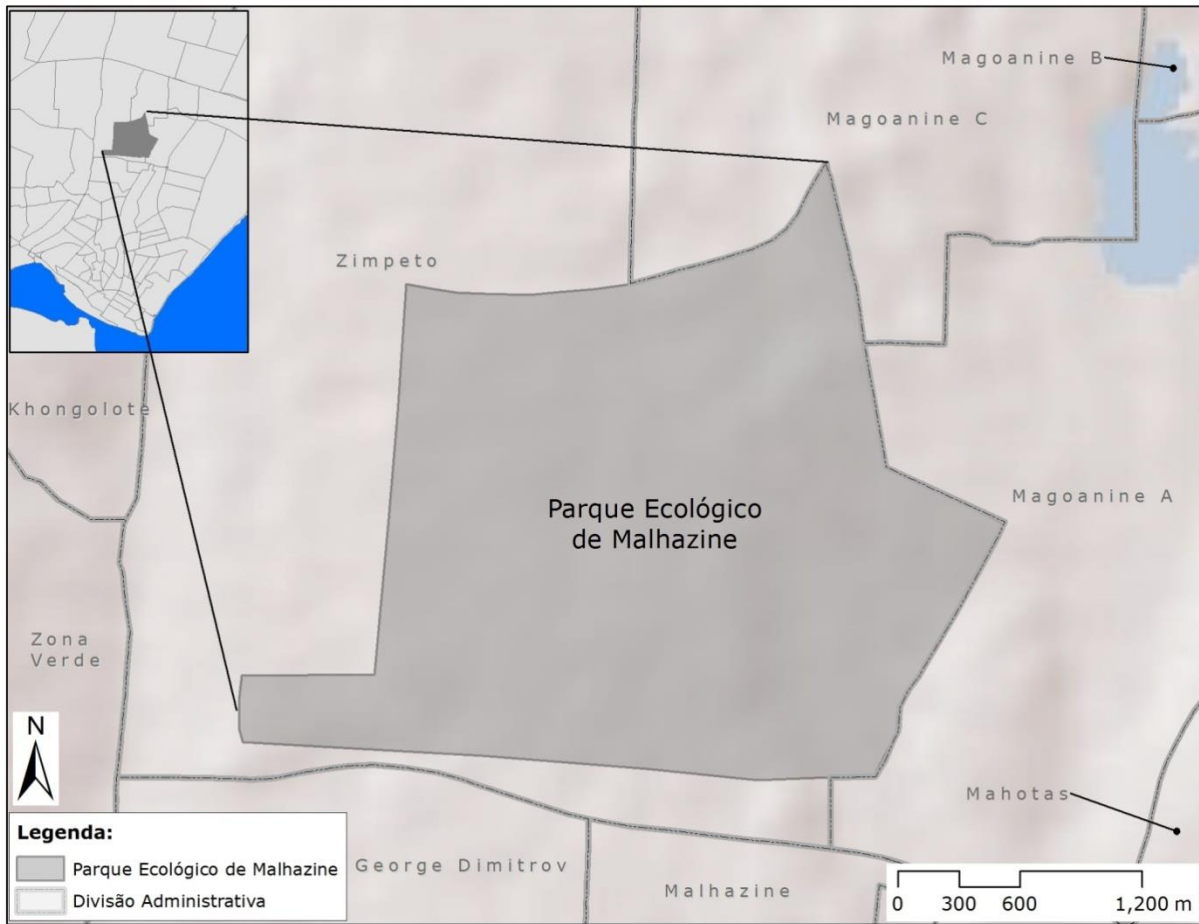 Magoanine B
Magoanine C
Zimpeto
Khongolote
Magoanine A
Parque Ecológico
de Malhazine
Zona
Verde
N
Mahotas
Legenda:
Parque Ecológico de Malhazine
Divisão Administrativa
George Dimitrov
Malhazine
0 300 600 1,200 m